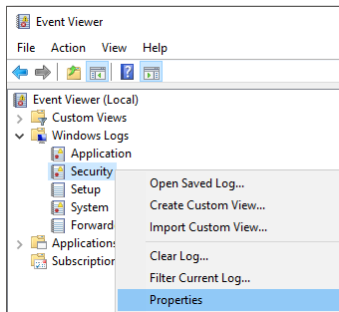 Event Viewer
File Action View Help
Event Viewer (Local)
Custom Views
Windows Logs
Application
Security
Setup
System
Forward
Applications
Subscription
Open Saved Log...
Create Custom View...
Import Custom View...
Clear Log...
Filter Current Log...
Properties